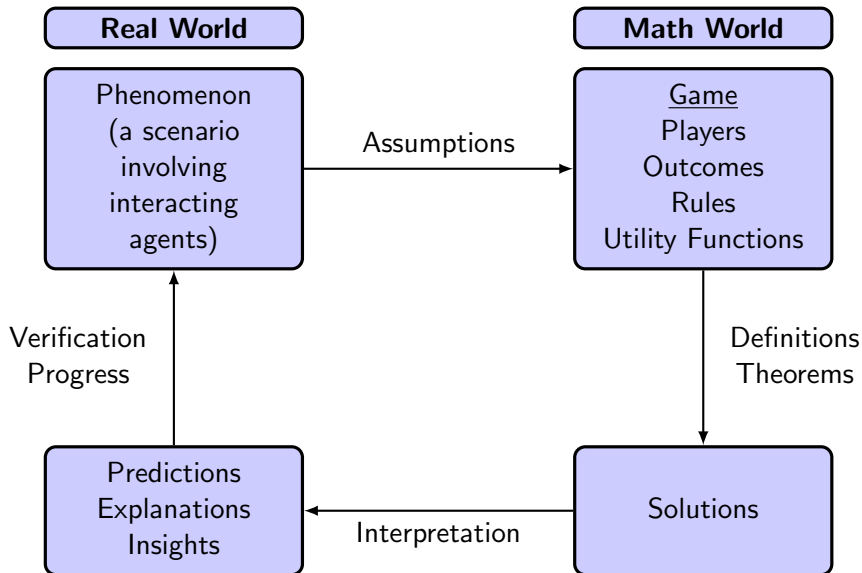 Real World
Math World
Phenomenon
(a scenario
involving
interacting
agents)
Assumptions
Game
Players
Outcomes
Rules
Utility Functions
Verification
Progress
Definitions
Theorems
Predictions
Explanations
Insights
Interpretation
Solutions